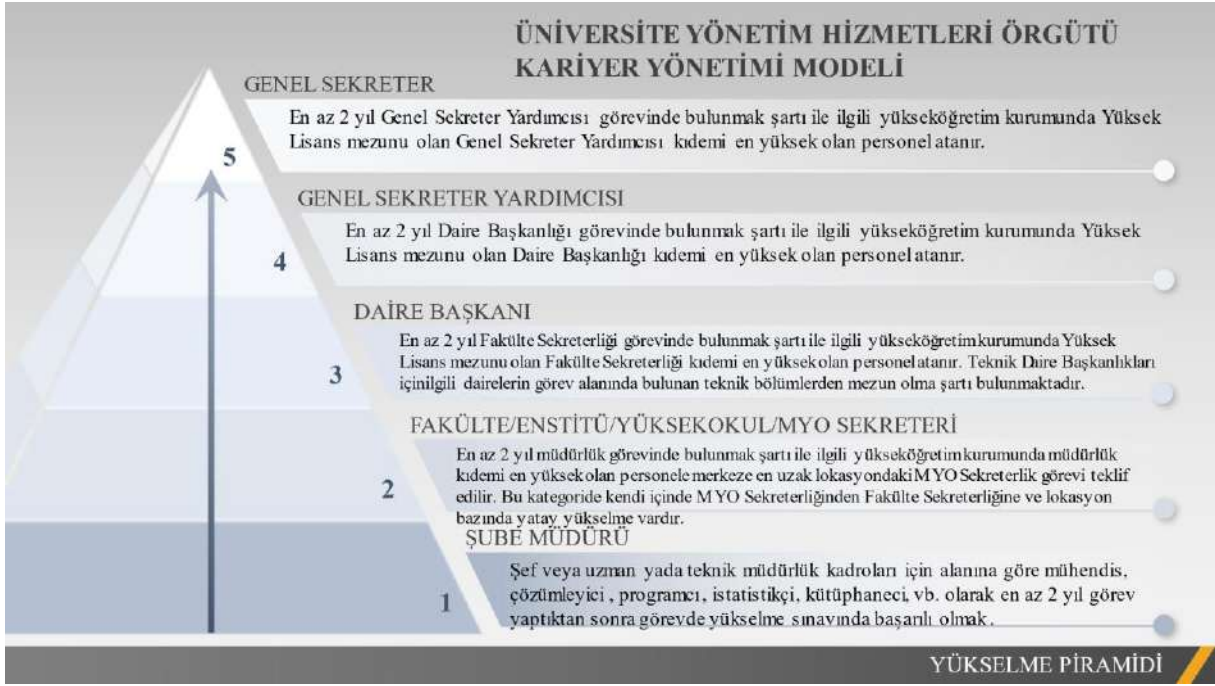 ÜNİVERSİTE YÖNETİM HİZMETLERİ ÖRGÜTÜ
KARİYER YÖNETİMİ MODELİ
GENEL SEKRETER
En az 2 yıl Genel Sekreter Yardımcısı görevinde bulunmak şartı ile ilgili yükseköğretim kurumunda Yüksek
Lisans mezunu olan Genel Sekreter Yardımcısı kıdemi en yüksek olan personel atanır.
5
GENEL SEKRETER YARDIMCISI
En az 2 yıl Daire Başkanlığı görevinde bulunmak şartı ile ilgili yükseköğretim kurumunda Yüksek
Lisans mezunu olan Daire Başkanlığı kıdemi en yüksek olan personel atanır.
4
DAİRE BAŞKANI
En az 2 yıl Fakülte Sekreterliği görevinde bulunmak şartı ile ilgili yükseköğretim kurumunda Yüksek
Lisans mezunu olan Fakülte Sekreterliği kıdemi en yüksek olan personel atanır. Teknik Daire Başkanlıkları
içinilgili dairelerin görev alanında bulunan teknik bölümlerden mezun olma şartı bulunmaktadır.
3
FAKÜLTE/ENSTİTÜ/YÜKSEKOKUL/MYO SEKRETERİ
En az 2 yıl müdürlük görevinde bulunmak şartı ile ilgili yükseköğretim kurumunda müdürlük
kıdemi en yüksek olan personele merkeze en uzak lokasyondaki MYO Sekreterlik görevi teklif
edilir. Bu kategoride kendi içinde MYO Sekreterliğinden Fakülte Sekreterliğine ve lokasyon
bazında yatay yükselme vardır.
2
ŞUBE MÜDÜRÜ
Şef veya uzman yada teknik müdürlük kadroları için alanına göre mühendis,
çözümleyici , programcı, istatistikçi, kütüphaneci, vb. olarak en az 2 yıl görev
yaptıktan sonra görevde yükselme sınavında başarılı olmak .
1
YÜKSELME PİRAMİDİ